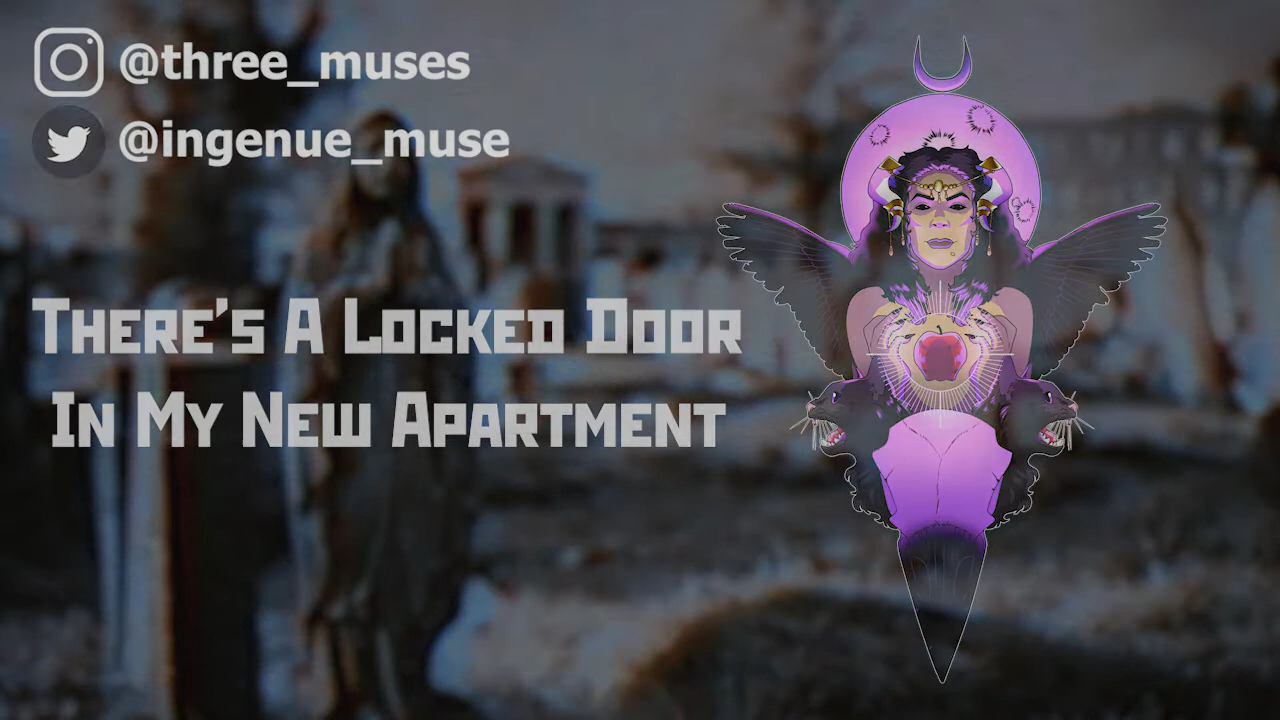 @three_muses
@ingenue_muse
There's A Locked Door
In My New Apartment